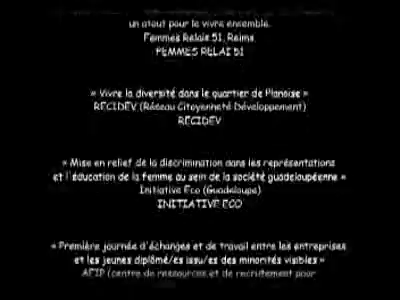 un atout pour le vivre ensemble.
Femmes Relais 51, Reims
FEMMES RELAI 51
« Vivre la diversité dans le quartier de Planoise »
RECIDEV (Réseau Citoyenneté Développement)
RECIDEV
« Mise en relief de la discrimination dans les représentations
et l'éducation de la femme au sein de la société guadeloupéenne »
Initiative Eco (Guadeloupe)
INITIATIVE ECO
« Première journée d'échanges et de travail entre les entreprises
et les jeunes diplômé/es issu/es des minorités visibles »
AFIP (centre de ressources et de recrutement pour